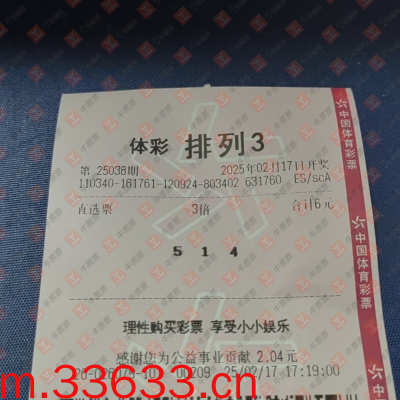 体彩 排列3
第 25036期 2025年02月17日开奖
110340-161761-120924-803402 631760 ES/scA
直选票 3倍 合计6元
5 1 4
理性购买彩票 享受小小娱乐
感谢您为公益事业贡献 2.04元
00209 25/02/17 17:19:00
中国体育彩票
中国体育彩票
m.33633.cn